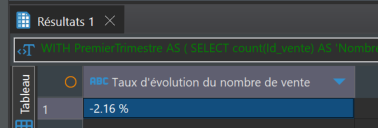 Résultats 1
WITH PremierTrimestre AS ( SELECT count(Id_vente) AS 'Nombre
ABC Taux d'évolution du nombre de vente
Tableau
1 -2.16 %